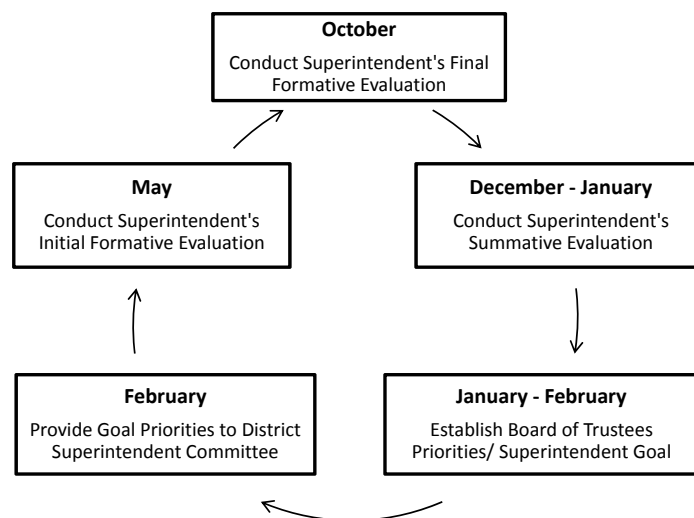 October
Conduct Superintendent's Final
Formative Evaluation
May
Conduct Superintendent's
Initial Formative Evaluation
December - January
Conduct Superintendent's
Summative Evaluation
February
Provide Goal Priorities to District
Superintendent Committee
January - February
Establish Board of Trustees
Priorities/ Superintendent Goal